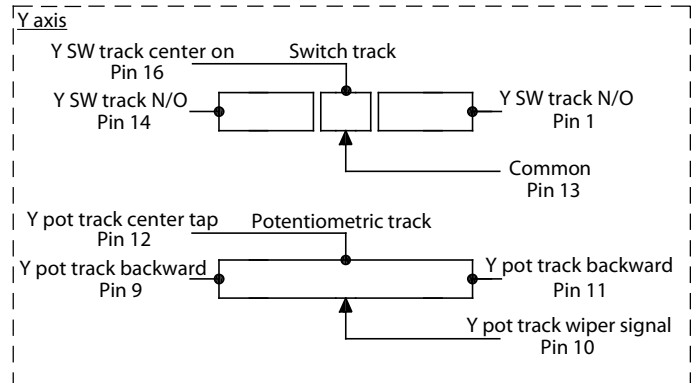 Y axis
Y SW track center on
Pin 16
Switch track
Y SW track N/O
Pin 14
Y SW track N/O
Pin 1
Common
Pin 13
Y pot track center tap
Pin 12
Potentiometric track
Y pot track backward
Pin 9
Y pot track backward
Pin 11
Y pot track wiper signal
Pin 10